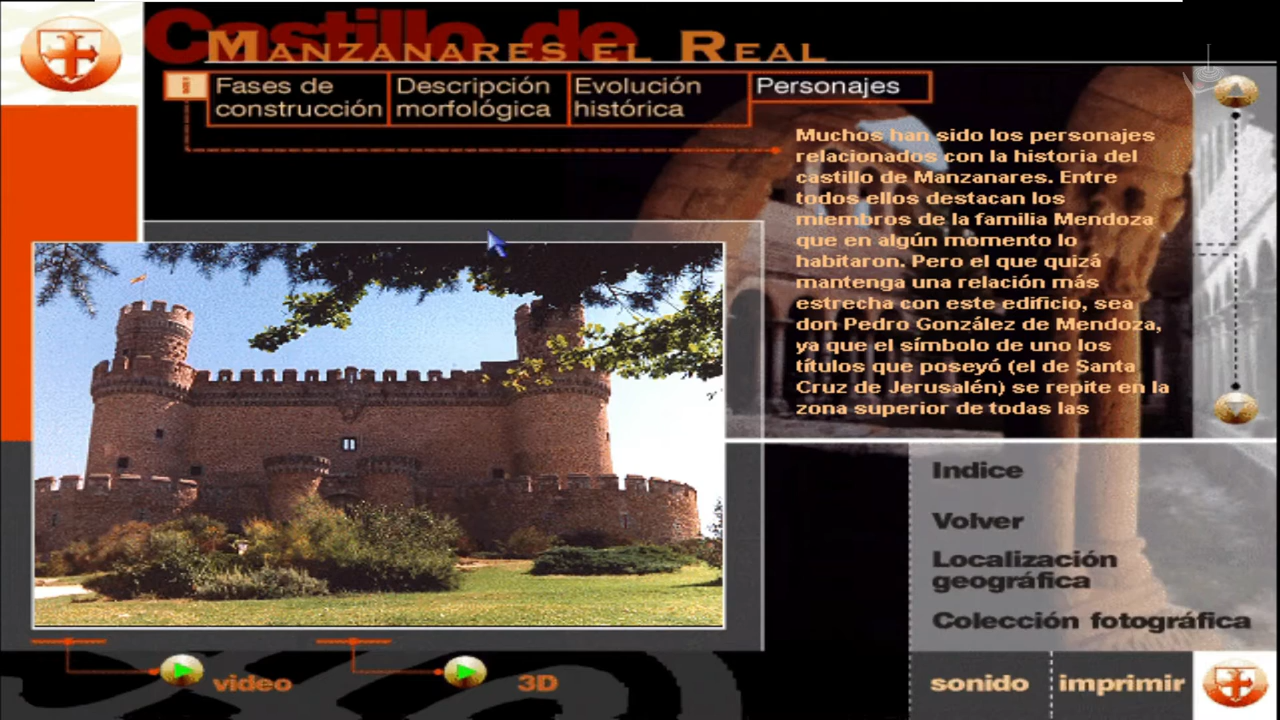 Castillo de
MANZANARES EL REAL
i
Fases de
construcción
Descripción
morfológica
Evolución
histórica
Personajes
Muchos han sido los personajes
relacionados con la historia del
castillo de Manzanares. Entre
todos ellos destacan los
miembros de la familia Mendoza
que en algún momento lo
habitaron. Pero el que quizá
mantenga una relación más
estrecha con este edificio, sea
don Pedro González de Mendoza,
ya que el símbolo de uno los
títulos que poseyó (el de Santa
Cruz de Jerusalén) se repite en la
zona superior de todas las
Indice
Volver
Localización
geográfica
Colección fotográfica
video
3D
sonido
imprimir